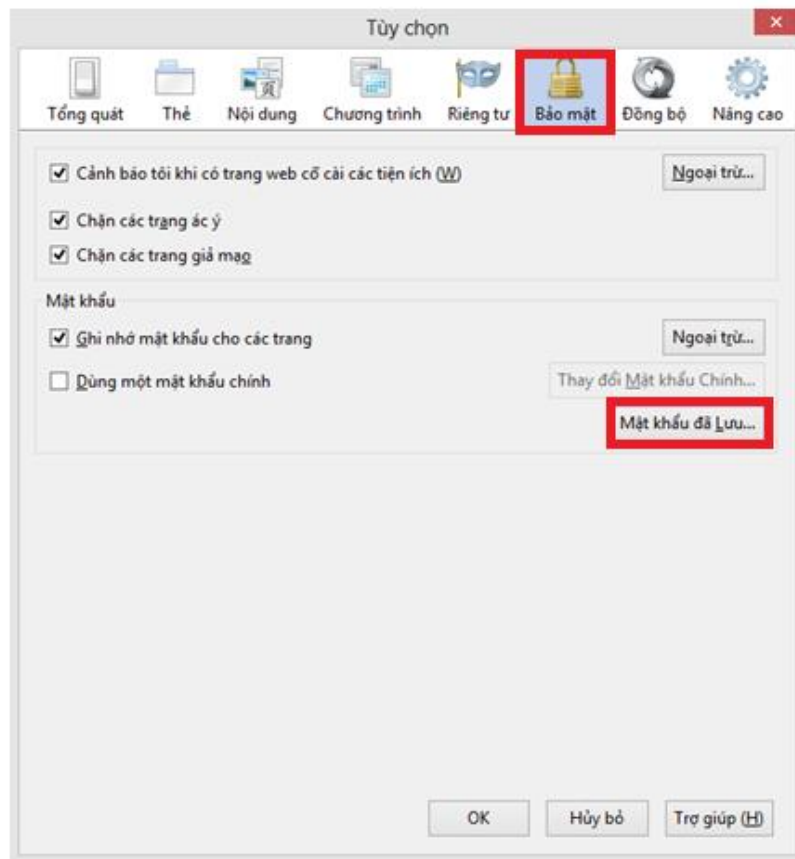 Tùy chọn
Tổng quát Thẻ Nội dung Chương trình Riêng tư Bảo mật Đồng bộ Nâng cao
Cảnh báo tôi khi có trang web cố cài các tiện ích (W) Ngoại trừ...
Chặn các trang ác ý
Chặn các trang giả mạo
Mật khẩu
Ghi nhớ mật khẩu cho các trang Ngoại trừ...
Dùng một mật khẩu chính Thay đổi Mật khẩu Chính...
Mật khẩu đã Lưu...
OK Hủy bỏ Trợ giúp (H)